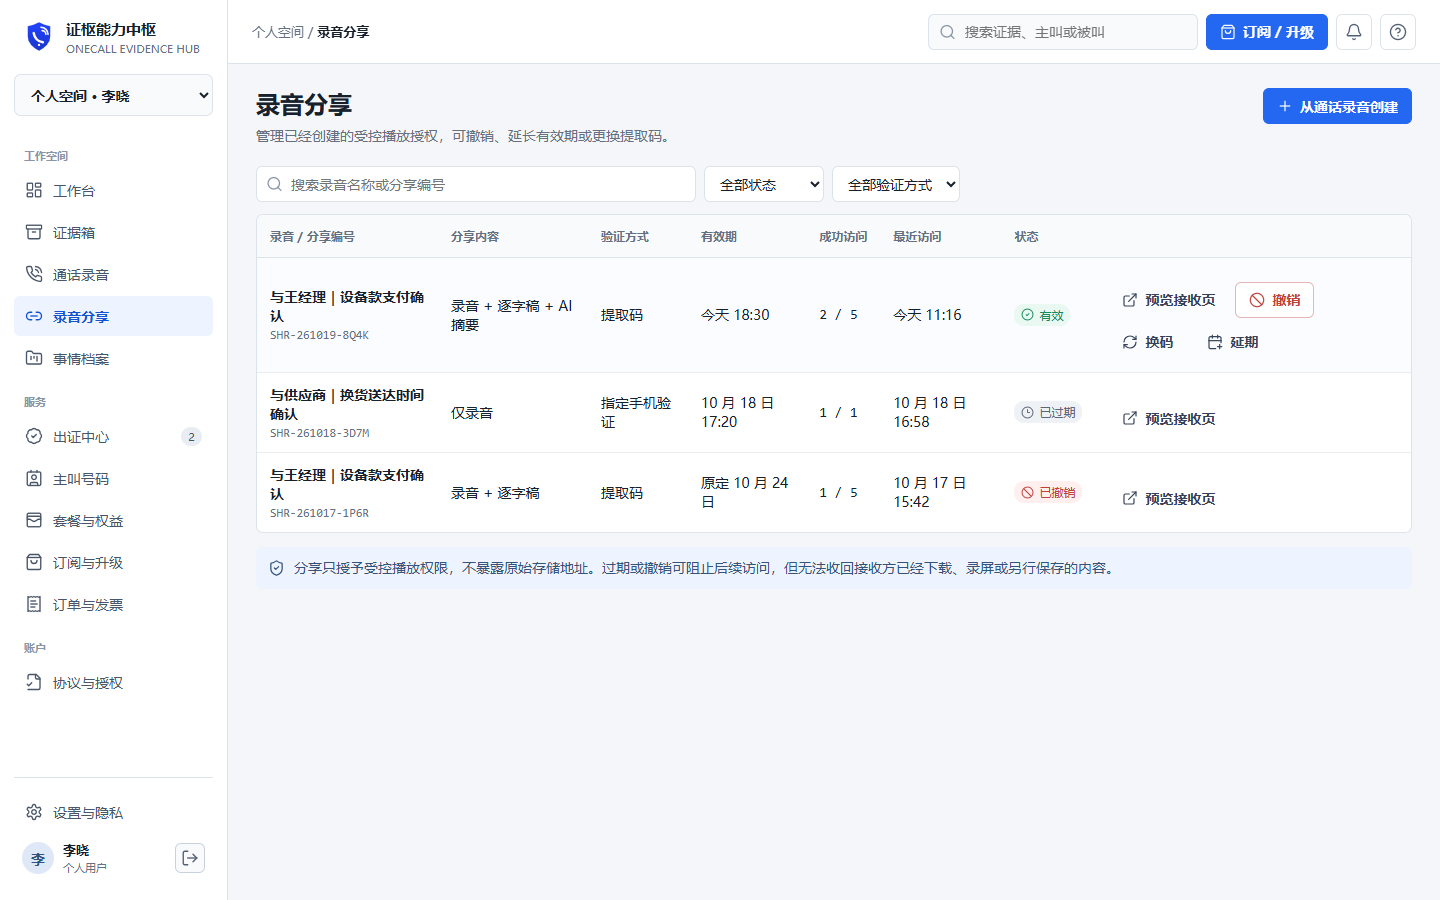 证枢能力中枢
ONECALL EVIDENCE HUB
个人空间 • 李晓
工作空间
工作台
证据箱
通话录音
录音分享
事情档案
服务
出证中心 2
主叫号码
套餐与权益
订阅与升级
订单与发票
账户
协议与授权
设置与隐私
李 李晓
个人用户
个人空间 / 录音分享
搜索证据、主叫或被叫
订阅 / 升级
录音分享
管理已经创建的受控播放授权，可撤销、延长有效期或更换提取码。
从通话录音创建
搜索录音名称或分享编号
全部状态
全部验证方式
录音 / 分享编号 分享内容 验证方式 有效期 成功访问 最近访问 状态
与王经理｜设备款支付确
认
SHR-261019-8Q4K
录音 + 逐字稿 + AI
摘要
提取码
今天 18:30
2 / 5
今天 11:16
有效
预览接收页
撤销
换码
延期
与供应商｜换货送达时间
确认
SHR-261018-3D7M
仅录音
指定手机验
证
10 月 18 日
17:20
1 / 1
10 月 18 日
16:58
已过期
预览接收页
与王经理｜设备款支付确
认
SHR-261017-1P6R
录音 + 逐字稿
提取码
原定 10 月 24
日
1 / 5
10 月 17 日
15:42
已撤销
预览接收页
分享只授予受控播放权限，不暴露原始存储地址。过期或撤销可阻止后续访问，但无法收回接收方已经下载、录屏或另行保存的内容。